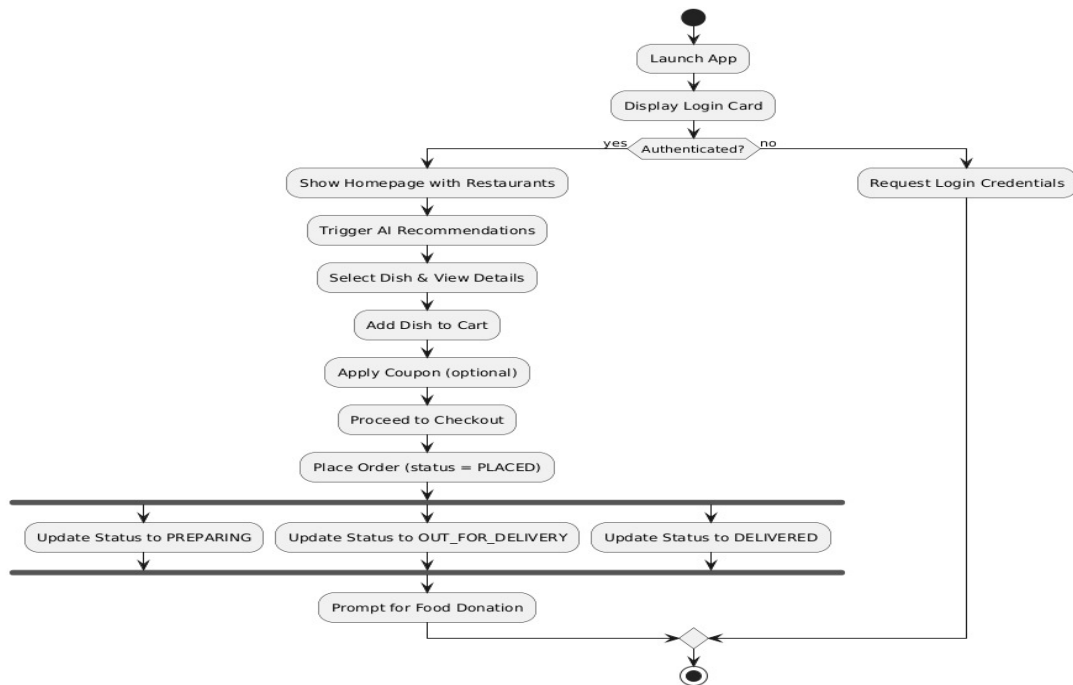 Launch App
Display Login Card
yes
Authenticated?
no
Show Homepage with Restaurants
Request Login Credentials
Trigger AI Recommendations
Select Dish & View Details
Add Dish to Cart
Apply Coupon (optional)
Proceed to Checkout
Place Order (status = PLACED)
Update Status to PREPARING
Update Status to OUT_FOR_DELIVERY
Update Status to DELIVERED
Prompt for Food Donation